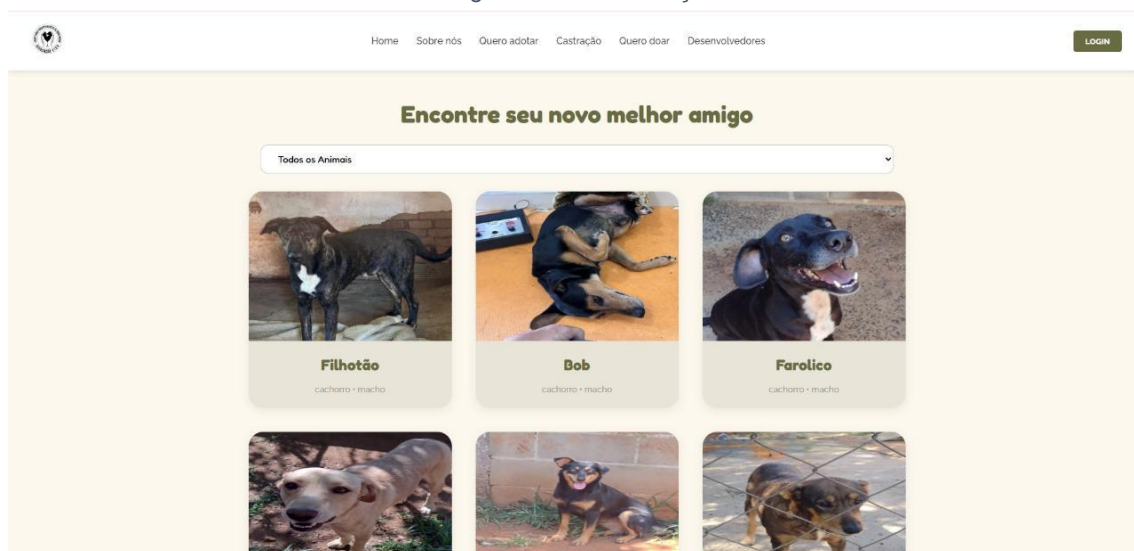 Home Sobre nós Quero adotar Castração Quero doar Desenvolvedores LOGIN
Encontre seu novo melhor amigo
Todos os Animais
Filhotão Bob Farolico
cachorro • macho cachorro • macho cachorro • macho